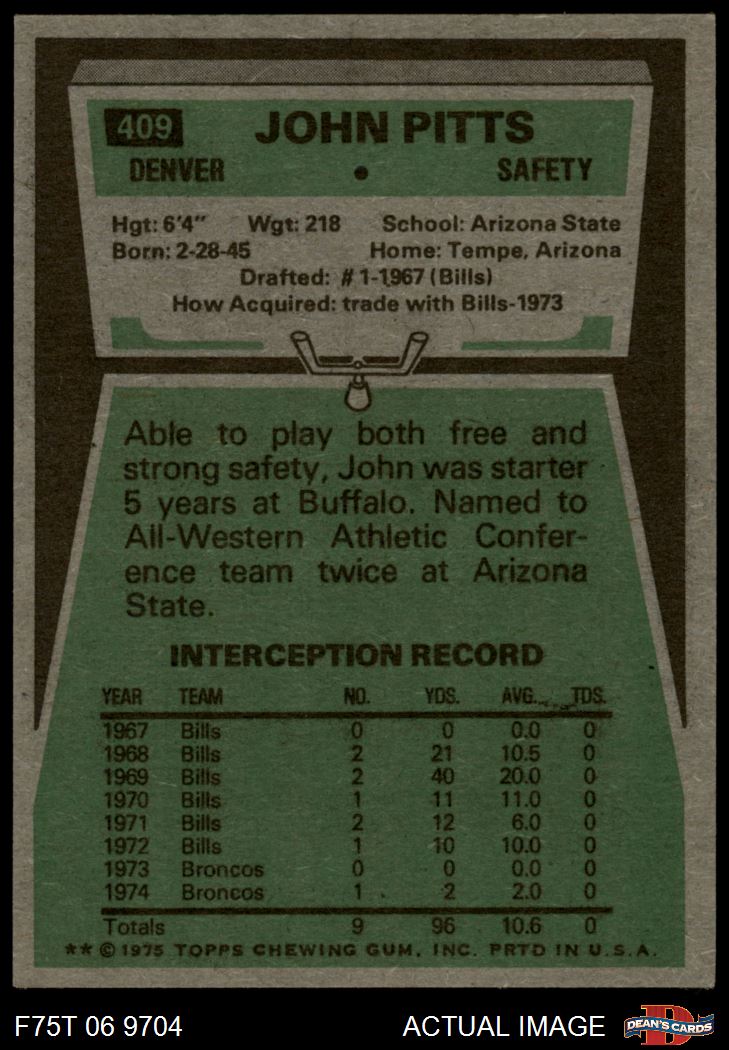 409 JOHN PITTS
DENVER • SAFETY
Hgt: 6'4" Wgt: 218 School: Arizona State
Born: 2-28-45 Home: Tempe, Arizona
Drafted: #1-1967 (Bills)
How Acquired: trade with Bills-1973
Able to play both free and
strong safety, John was starter
5 years at Buffalo. Named to
All-Western Athletic Confer-
ence team twice at Arizona
State.
INTERCEPTION RECORD
YEAR TEAM NO. YDS. AVG. TDS.
1967 Bills 0 0 0.0 0
1968 Bills 2 21 10.5 0
1969 Bills 2 40 20.0 0
1970 Bills 1 11 11.0 0
1971 Bills 2 12 6.0 0
1972 Bills 1 10 10.0 0
1973 Broncos 0 0 0.0 0
1974 Broncos 1 2 2.0 0
Totals 9 96 10.6 0
** © 1975 TOPPS CHEWING GUM, INC. PRTD IN U.S.A.
F75T 06 9704 ACTUAL IMAGE DEAN'S CARDS